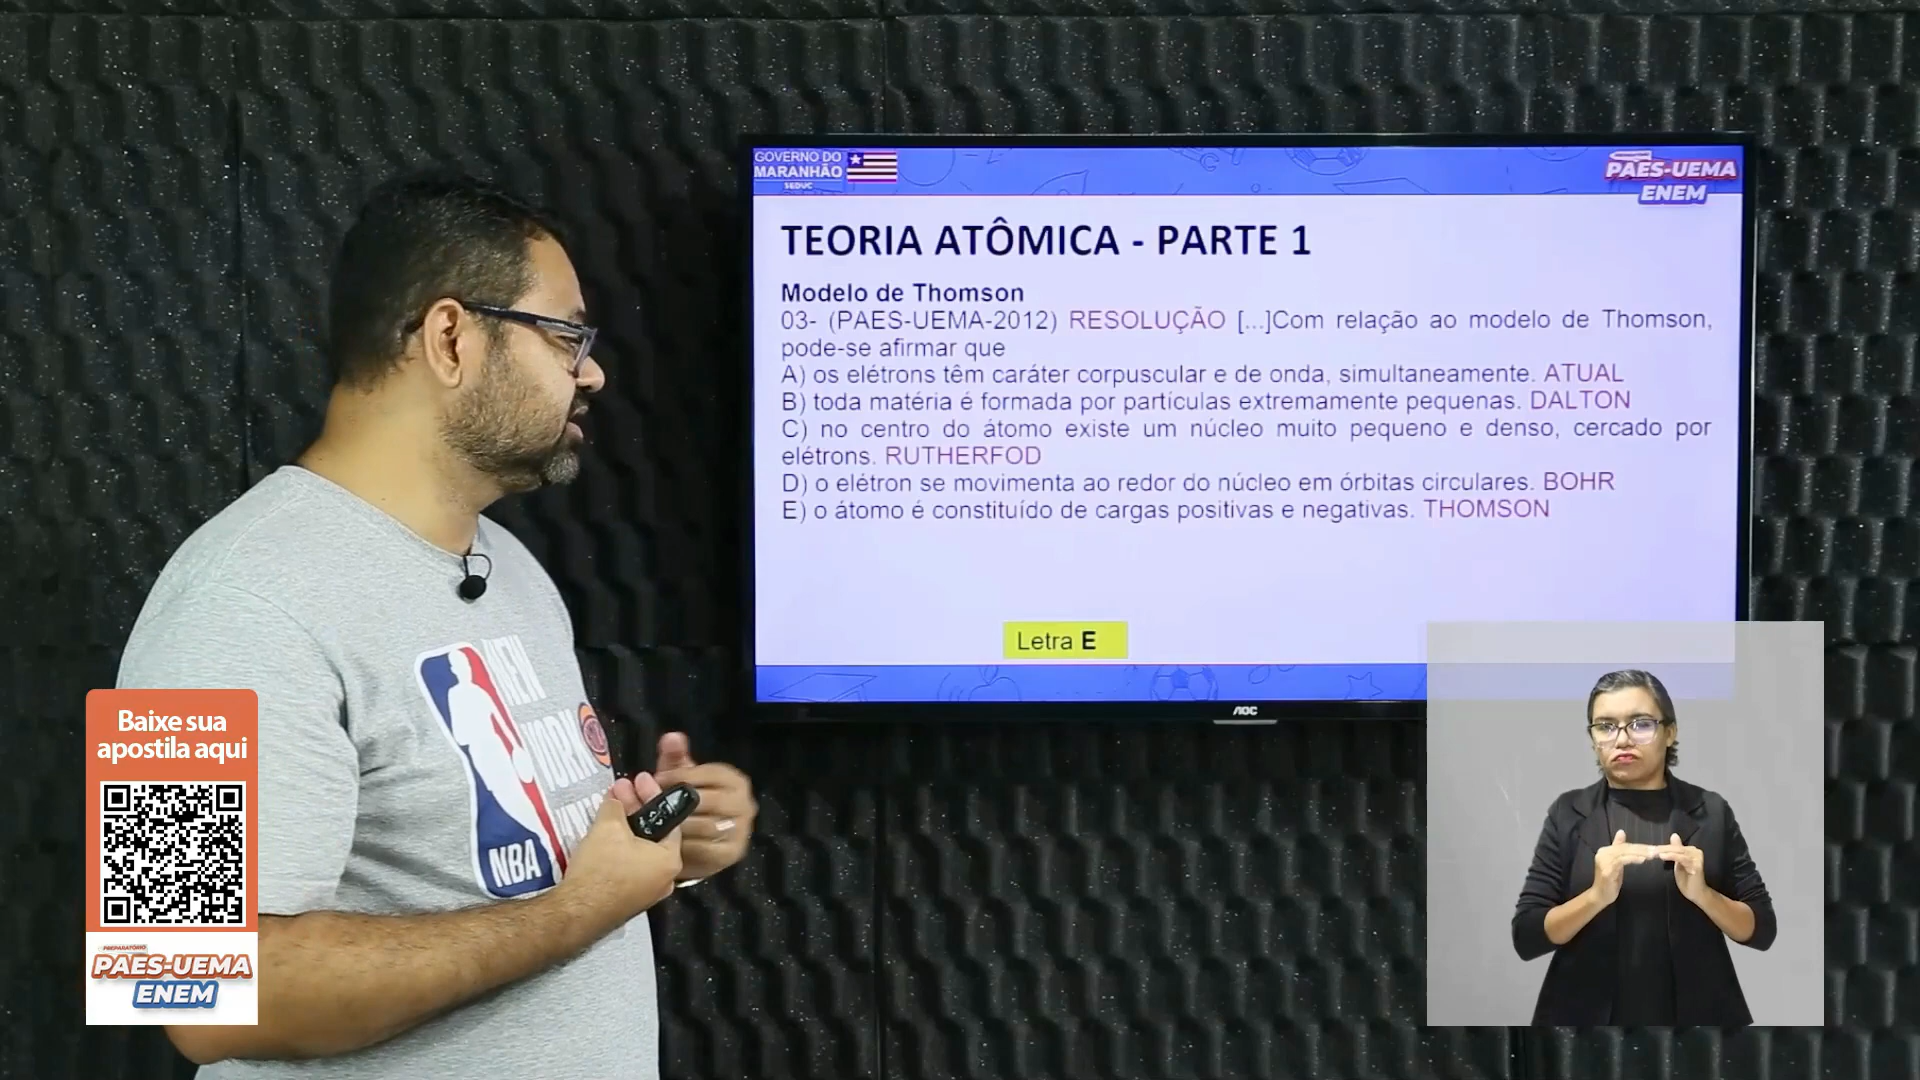 GOVERNO DO
MARANHÃO
SEDUC
PAES-UEMA
ENEM
TEORIA ATÔMICA - PARTE 1
Modelo de Thomson
03- (PAES-UEMA-2012) RESOLUÇÃO [...]Com relação ao modelo de Thomson,
pode-se afirmar que
A) os elétrons têm caráter corpuscular e de onda, simultaneamente. ATUAL
B) toda matéria é formada por partículas extremamente pequenas. DALTON
C) no centro do átomo existe um núcleo muito pequeno e denso, cercado por
elétrons. RUTHERFOD
D) o elétron se movimenta ao redor do núcleo em órbitas circulares. BOHR
E) o átomo é constituído de cargas positivas e negativas. THOMSON
Letra E
AOC
NEW
YORK
NBA
Baixe sua
apostila aqui
PREPARATÓRIO
PAES-UEMA
ENEM